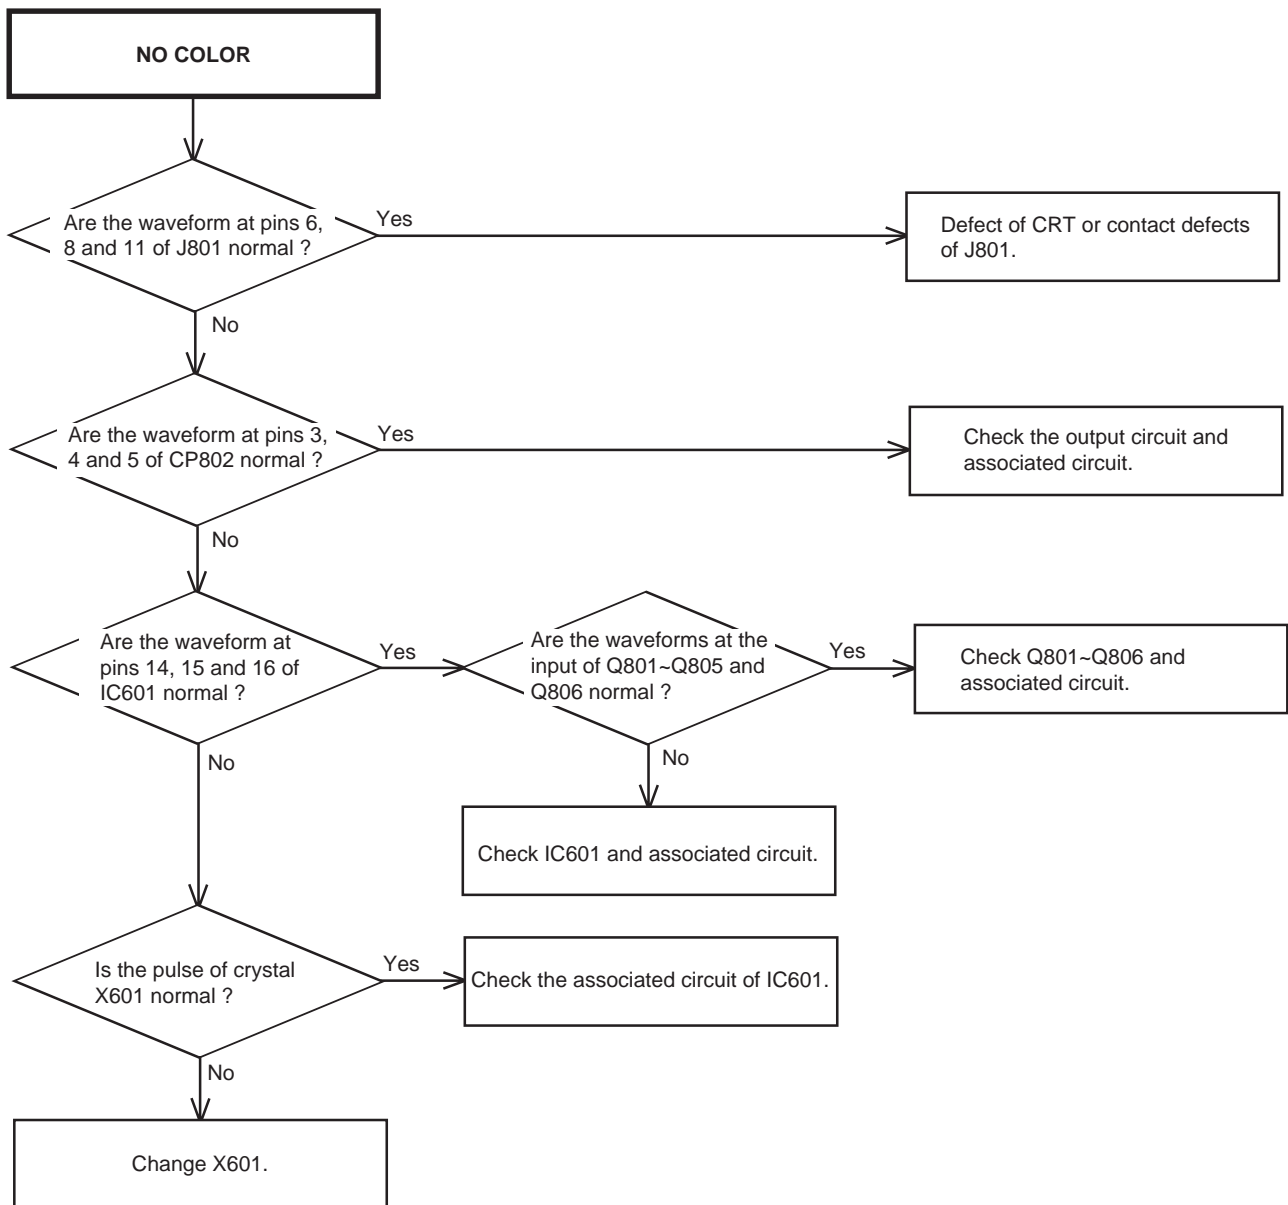 NO COLOR
Are the waveform at pins 6,
8 and 11 of J801 normal ?
Yes
Defect of CRT or contact defects
of J801.
No
Are the waveform at pins 3,
4 and 5 of CP802 normal ?
Yes
Check the output circuit and
associated circuit.
No
Are the waveform at
pins 14, 15 and 16 of
IC601 normal ?
Yes
Are the waveforms at the
input of Q801~Q805 and
Q806 normal ?
Yes
Check Q801~Q806 and
associated circuit.
No
No
Check IC601 and associated circuit.
Is the pulse of crystal
X601 normal ?
Yes
Check the associated circuit of IC601.
No
Change X601.